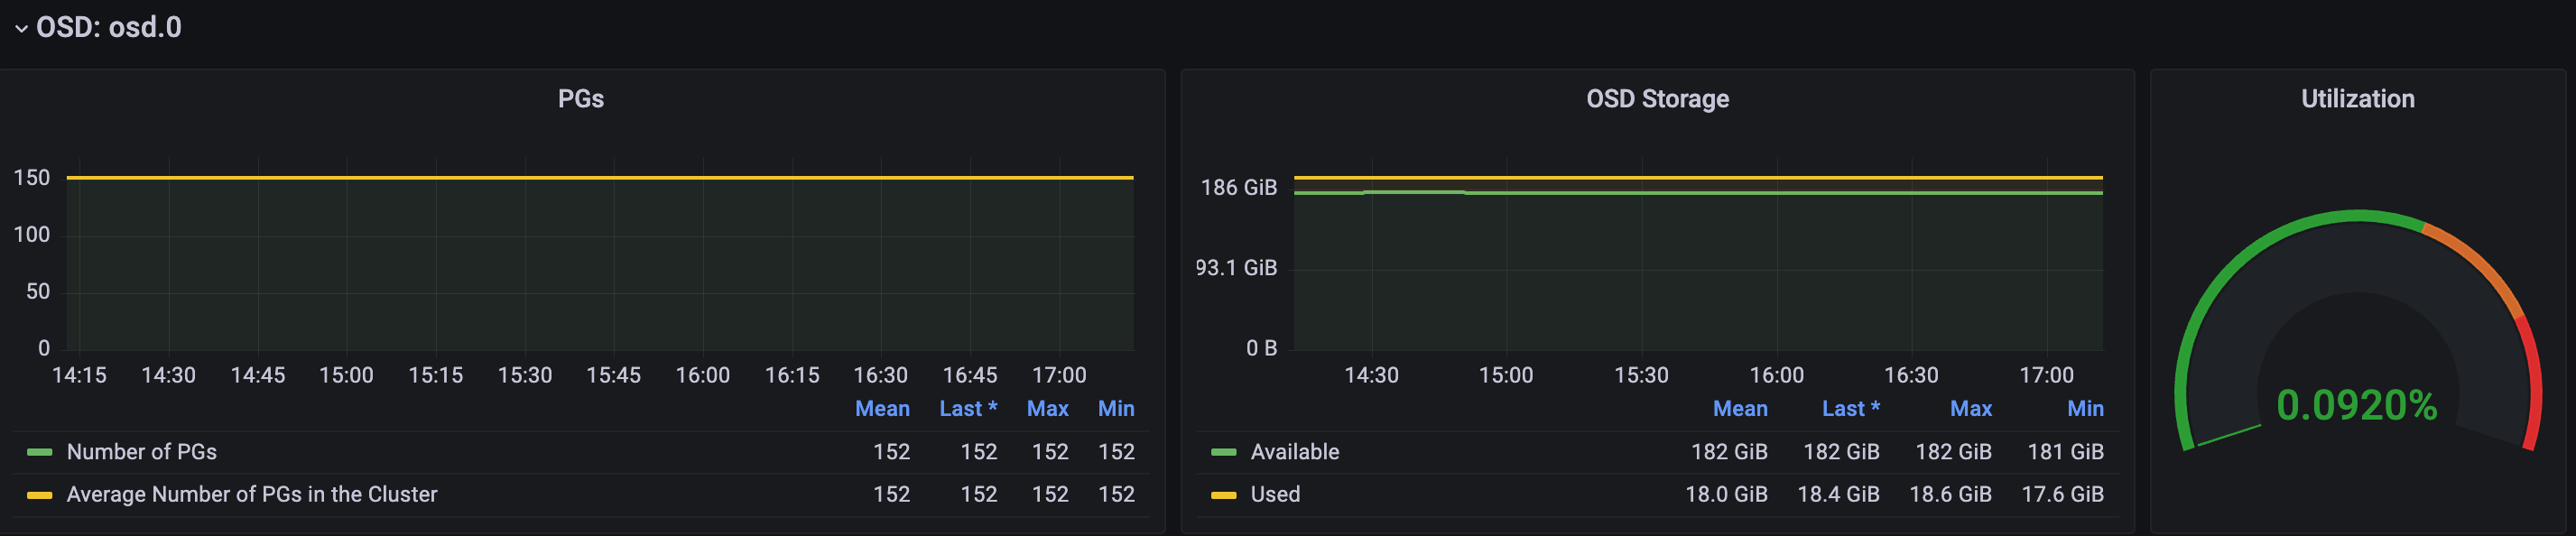 OSD: osd.0
PGs
150
100
50
0
14:15 14:30 14:45 15:00 15:15 15:30 15:45 16:00 16:15 16:30 16:45 17:00
Mean Last * Max Min
Number of PGs 152 152 152 152
Average Number of PGs in the Cluster 152 152 152 152
OSD Storage
186 GiB
93.1 GiB
0 B
14:30 15:00 15:30 16:00 16:30 17:00
Mean Last * Max Min
Available 182 GiB 182 GiB 182 GiB 181 GiB
Used 18.0 GiB 18.4 GiB 18.6 GiB 17.6 GiB
Utilization
0.0920%